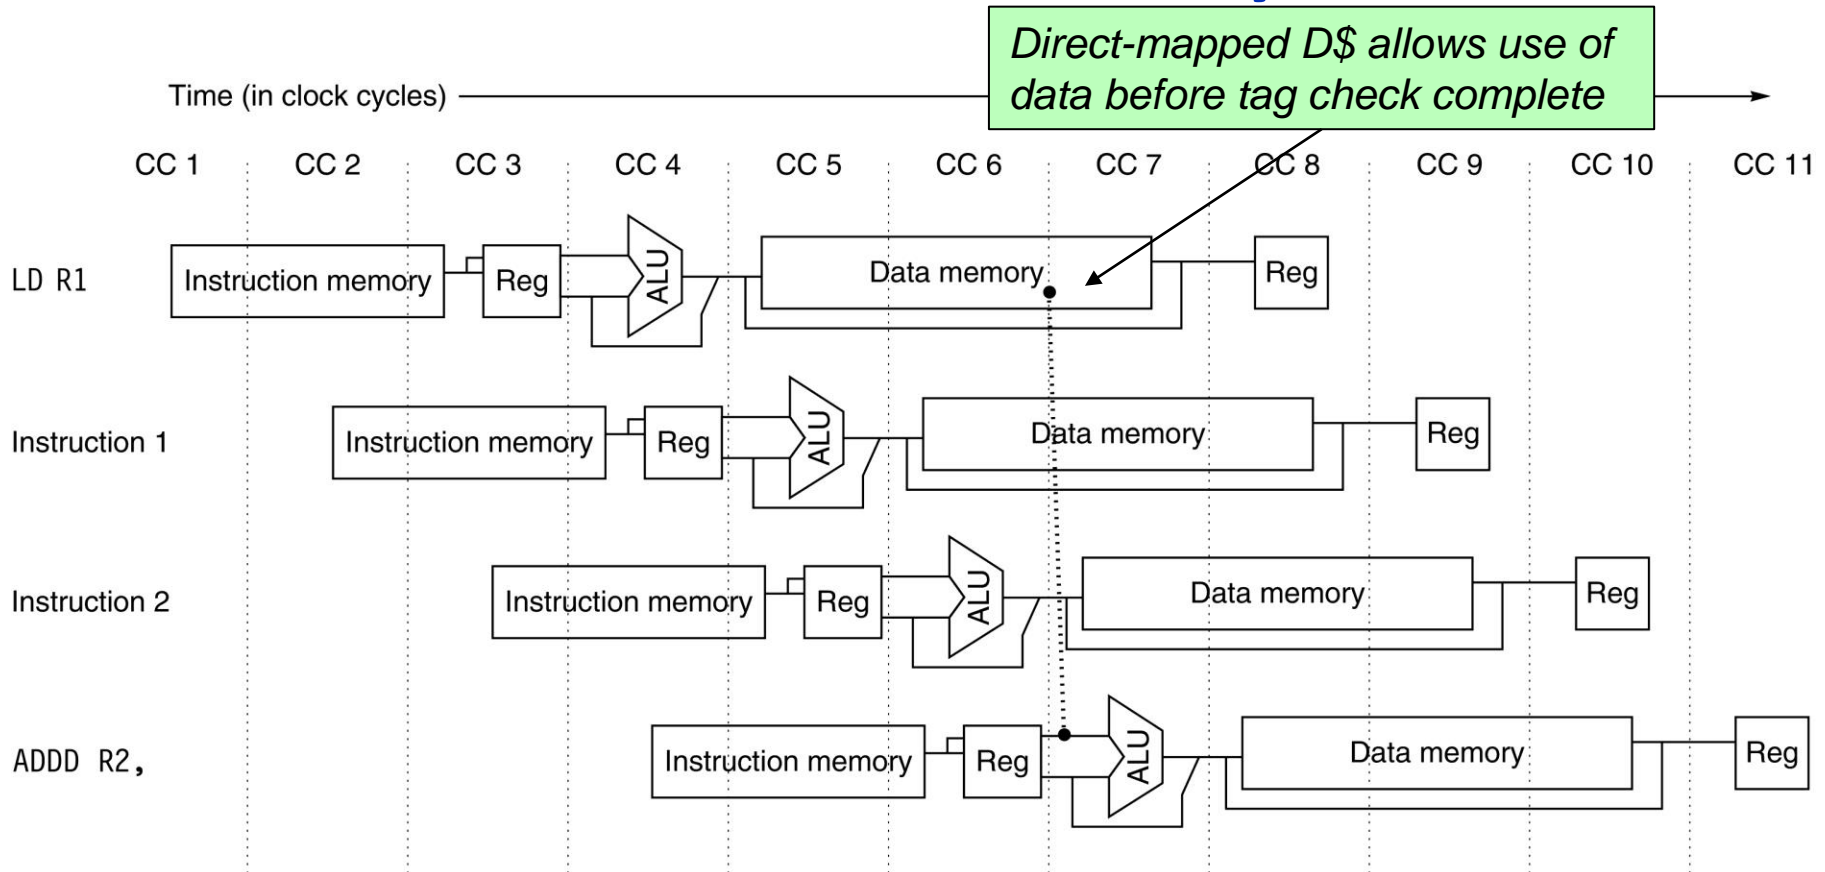 Direct-mapped D$ allows use of
data before tag check complete
Time (in clock cycles)
CC 1 CC 2 CC 3 CC 4 CC 5 CC 6 CC 7 CC 8 CC 9 CC 10 CC 11
LD R1 Instruction memory Reg ALU Data memory Reg
Instruction 1 Instruction memory Reg ALU Data memory Reg
Instruction 2 Instruction memory Reg ALU Data memory Reg
ADDD R2, Instruction memory Reg ALU Data memory Reg